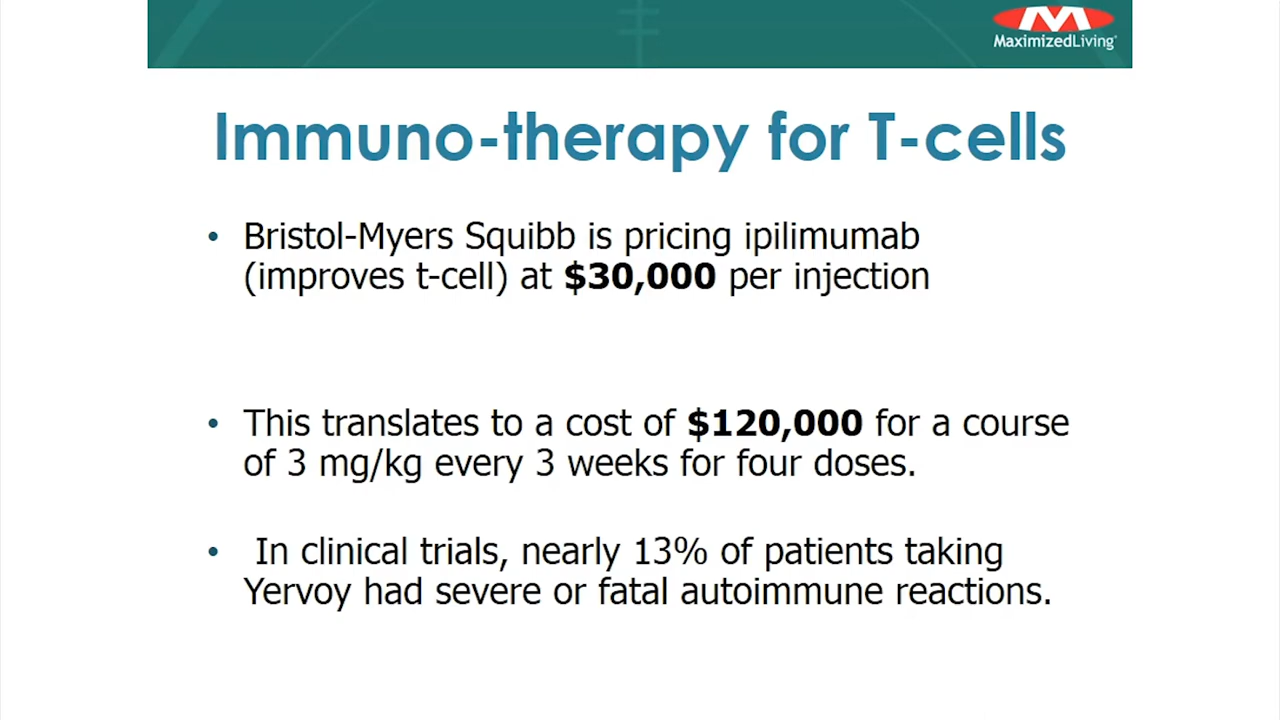 MaximizedLiving
Immuno-therapy for T-cells
• Bristol-Myers Squibb is pricing ipilimumab
(improves t-cell) at $30,000 per injection
• This translates to a cost of $120,000 for a course
of 3 mg/kg every 3 weeks for four doses.
• In clinical trials, nearly 13% of patients taking
Yervoy had severe or fatal autoimmune reactions.